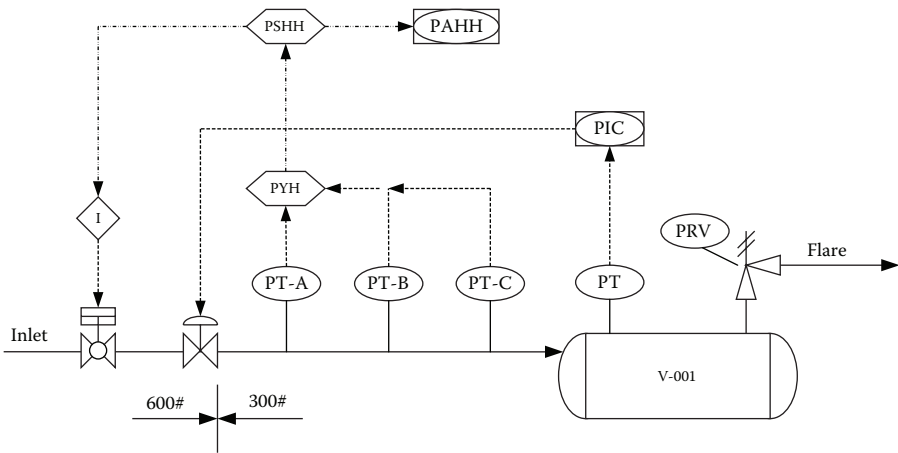 PSHH
PAHH
PIC
PYH
I
PRV
Flare
PT-A
PT-B
PT-C
PT
Inlet
V-001
600#
300#